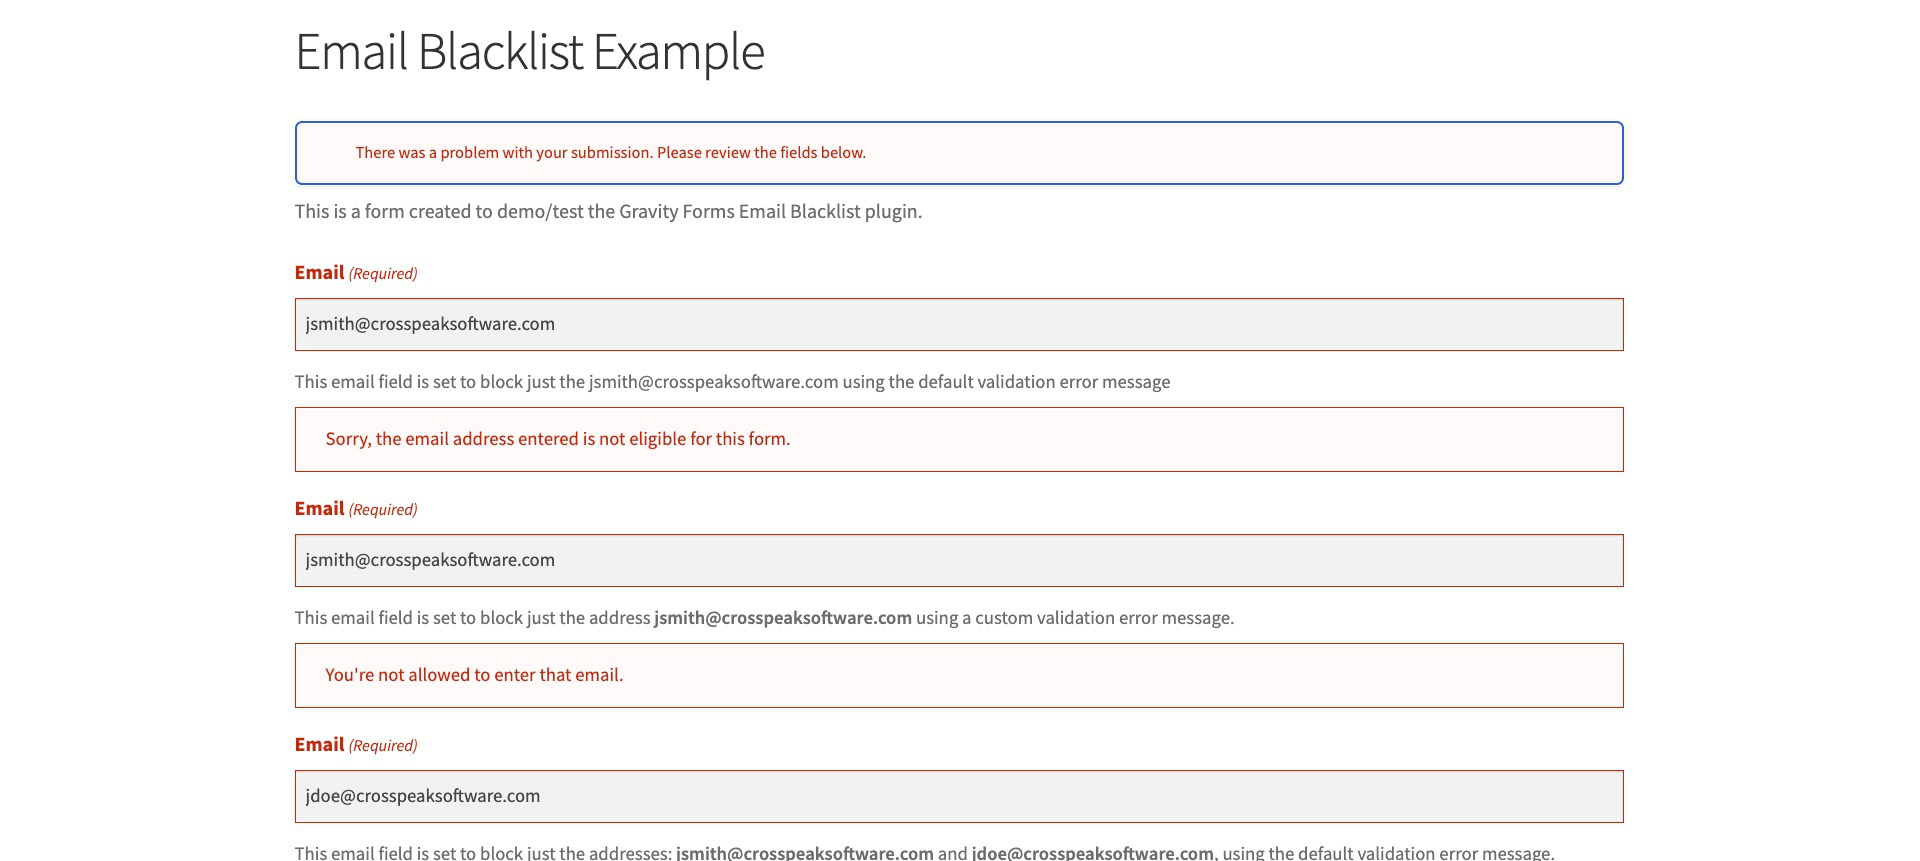 Email Blacklist Example
There was a problem with your submission. Please review the fields below.
This is a form created to demo/test the Gravity Forms Email Blacklist plugin.
Email (Required)
jsmith@crosspeaksoftware.com
This email field is set to block just the jsmith@crosspeaksoftware.com using the default validation error message
Sorry, the email address entered is not eligible for this form.
Email (Required)
jsmith@crosspeaksoftware.com
This email field is set to block just the address jsmith@crosspeaksoftware.com using a custom validation error message.
You're not allowed to enter that email.
Email (Required)
jdoe@crosspeaksoftware.com
This email field is set to block just the addresses: jsmith@crosspeaksoftware.com and jdoe@crosspeaksoftware.com, using the default validation error message.